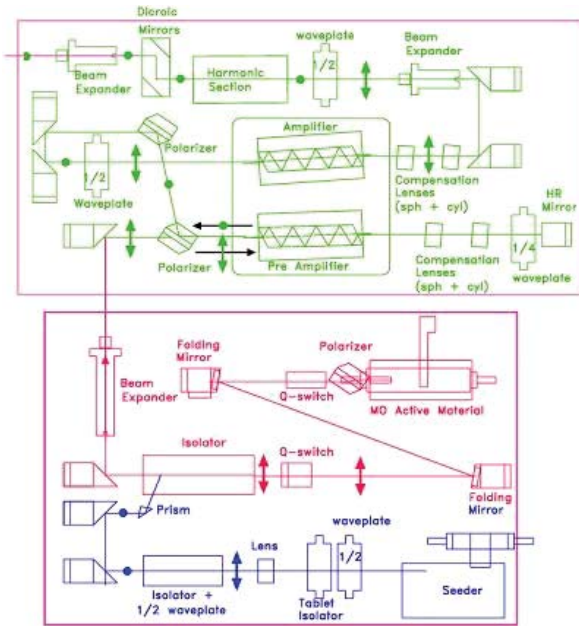 Dicroic
Mirrors
waveplate
Beam
Expander
1/2
Beam
Expander
Harmonic
Section
Polarizer
Amplifier
1/2
Waveplate
Compensation
Lenses
(sph + cyl)
HR
Mirror
Polarizer
Pre Amplifier
Compensation
Lenses
(sph + cyl)
1/4
waveplate
Folding
Mirror
Polarizer
Beam
Expander
Q-switch
MO Active Material
Isolator
Q-switch
Folding
Mirror
Prism
waveplate
Lens
1/2
Isolator +
1/2 waveplate
Tablet
Isolator
Seeder